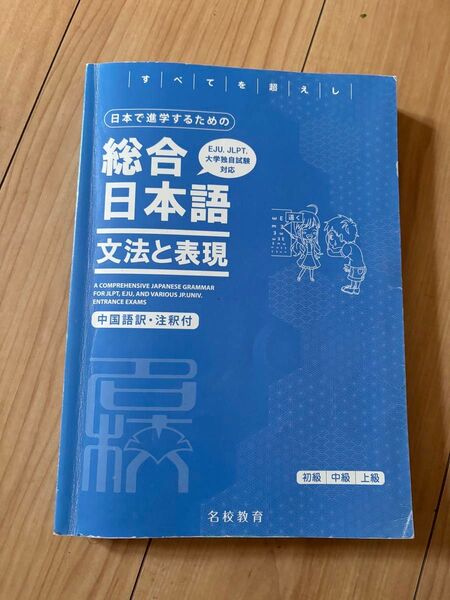 すべてを超えし
日本で進学するための
EJU、JLPT、
大学独自試験
対応
総合
日本語
文法と表現
A COMPREHENSIVE JAPANESE GRAMMAR
FOR JLPT, EJU, AND VARIOUS JP.UNIV.
ENTRANCE EXAMS
中国語訳・注釈付
初級 中級 上級
名校教育